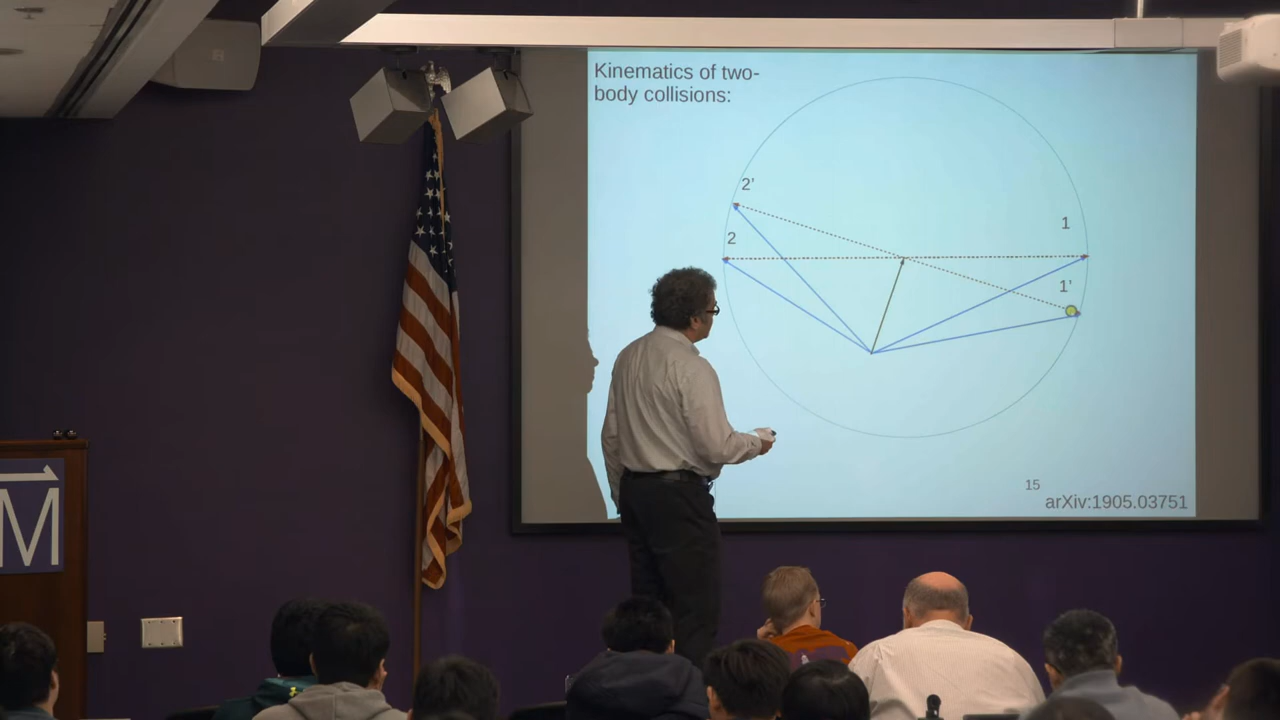 Kinematics of two-
body collisions:
2'
1
2
1'
15
arXiv:1905.03751
M